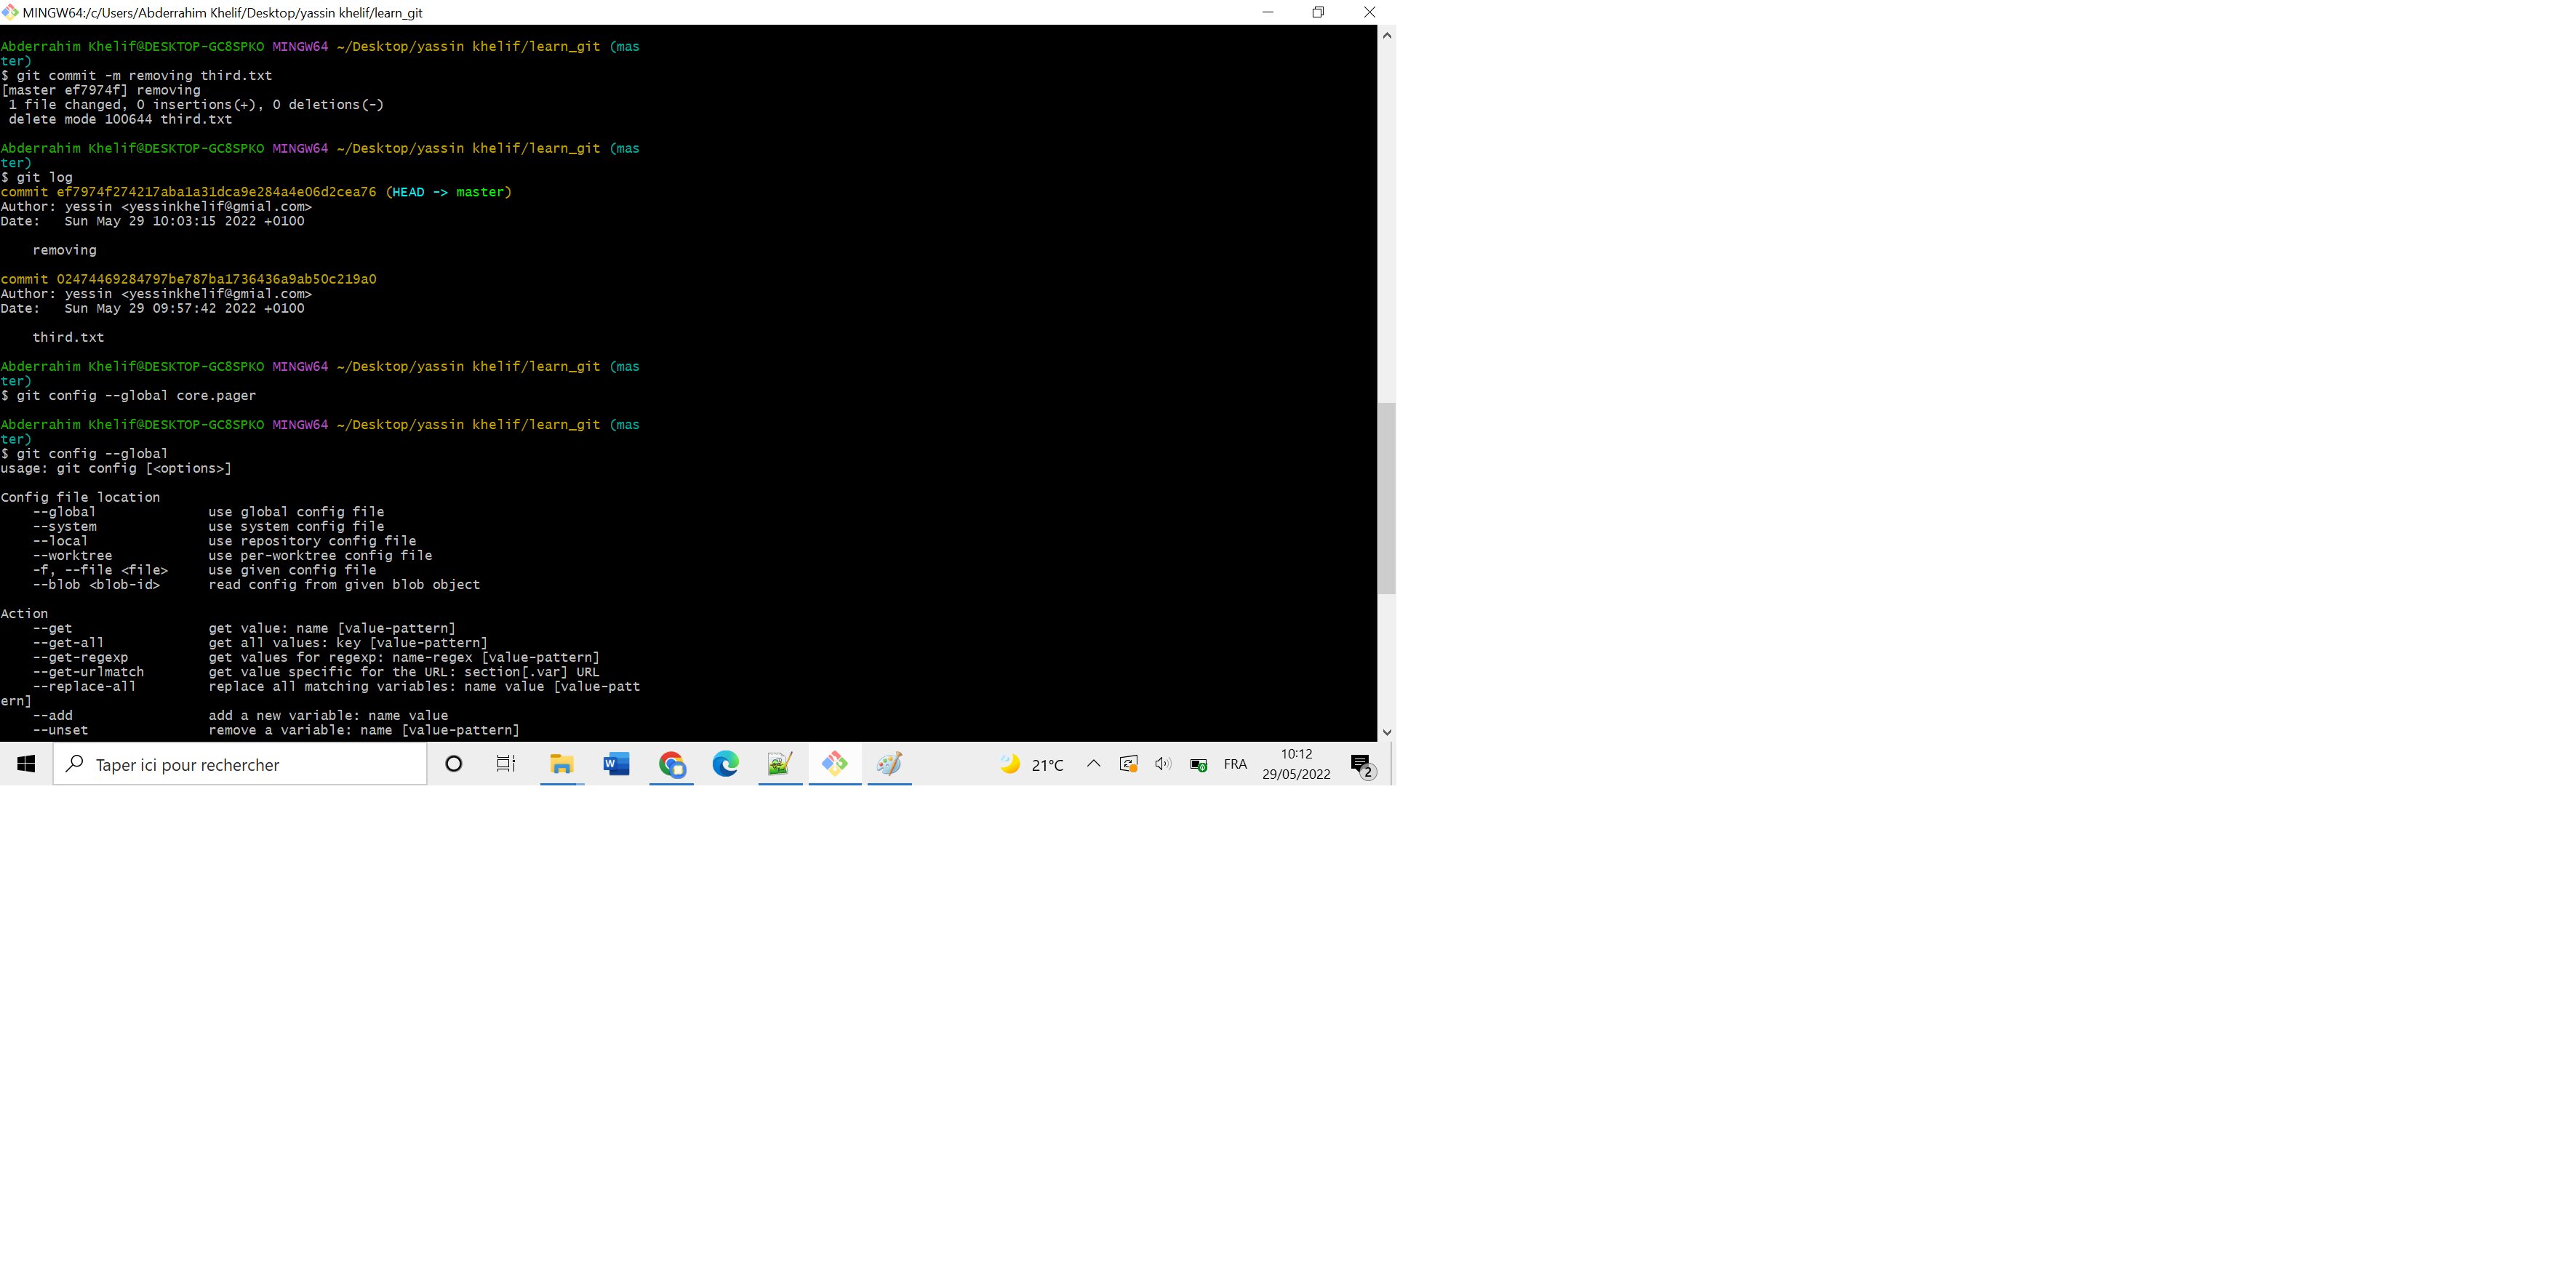 MINGW64:/c/Users/Abderrahim Khelif/Desktop/yassin khelif/learn_git
Abderrahim Khelif@DESKTOP-GC8SPKO MINGW64 ~/Desktop/yassin khelif/learn_git (mas
ter)
$ git commit -m removing third.txt
[master ef7974f] removing
 1 file changed, 0 insertions(+), 0 deletions(-)
 delete mode 100644 third.txt
Abderrahim Khelif@DESKTOP-GC8SPKO MINGW64 ~/Desktop/yassin khelif/learn_git (mas
ter)
$ git log
commit ef7974f274217aba1a31dca9e284a4e06d2cea76 (HEAD -> master)
Author: yessin <yessinkhelif@gmial.com>
Date:   Sun May 29 10:03:15 2022 +0100
    removing
commit 02474469284797be787ba1736436a9ab50c219a0
Author: yessin <yessinkhelif@gmial.com>
Date:   Sun May 29 09:57:42 2022 +0100
    third.txt
Abderrahim Khelif@DESKTOP-GC8SPKO MINGW64 ~/Desktop/yassin khelif/learn_git (mas
ter)
$ git config --global core.pager
Abderrahim Khelif@DESKTOP-GC8SPKO MINGW64 ~/Desktop/yassin khelif/learn_git (mas
ter)
$ git config --global
usage: git config [<options>]
Config file location
    --global              use global config file
    --system              use system config file
    --local               use repository config file
    --worktree            use per-worktree config file
    -f, --file <file>     use given config file
    --blob <blob-id>      read config from given blob object
Action
    --get                 get value: name [value-pattern]
    --get-all             get all values: key [value-pattern]
    --get-regexp          get values for regexp: name-regex [value-pattern]
    --get-urlmatch        get value specific for the URL: section[.var] URL
    --replace-all         replace all matching variables: name value [value-patt
ern]
    --add                 add a new variable: name value
    --unset               remove a variable: name [value-pattern]
Taper ici pour rechercher
W
21°C
FRA
10:12
29/05/2022
2